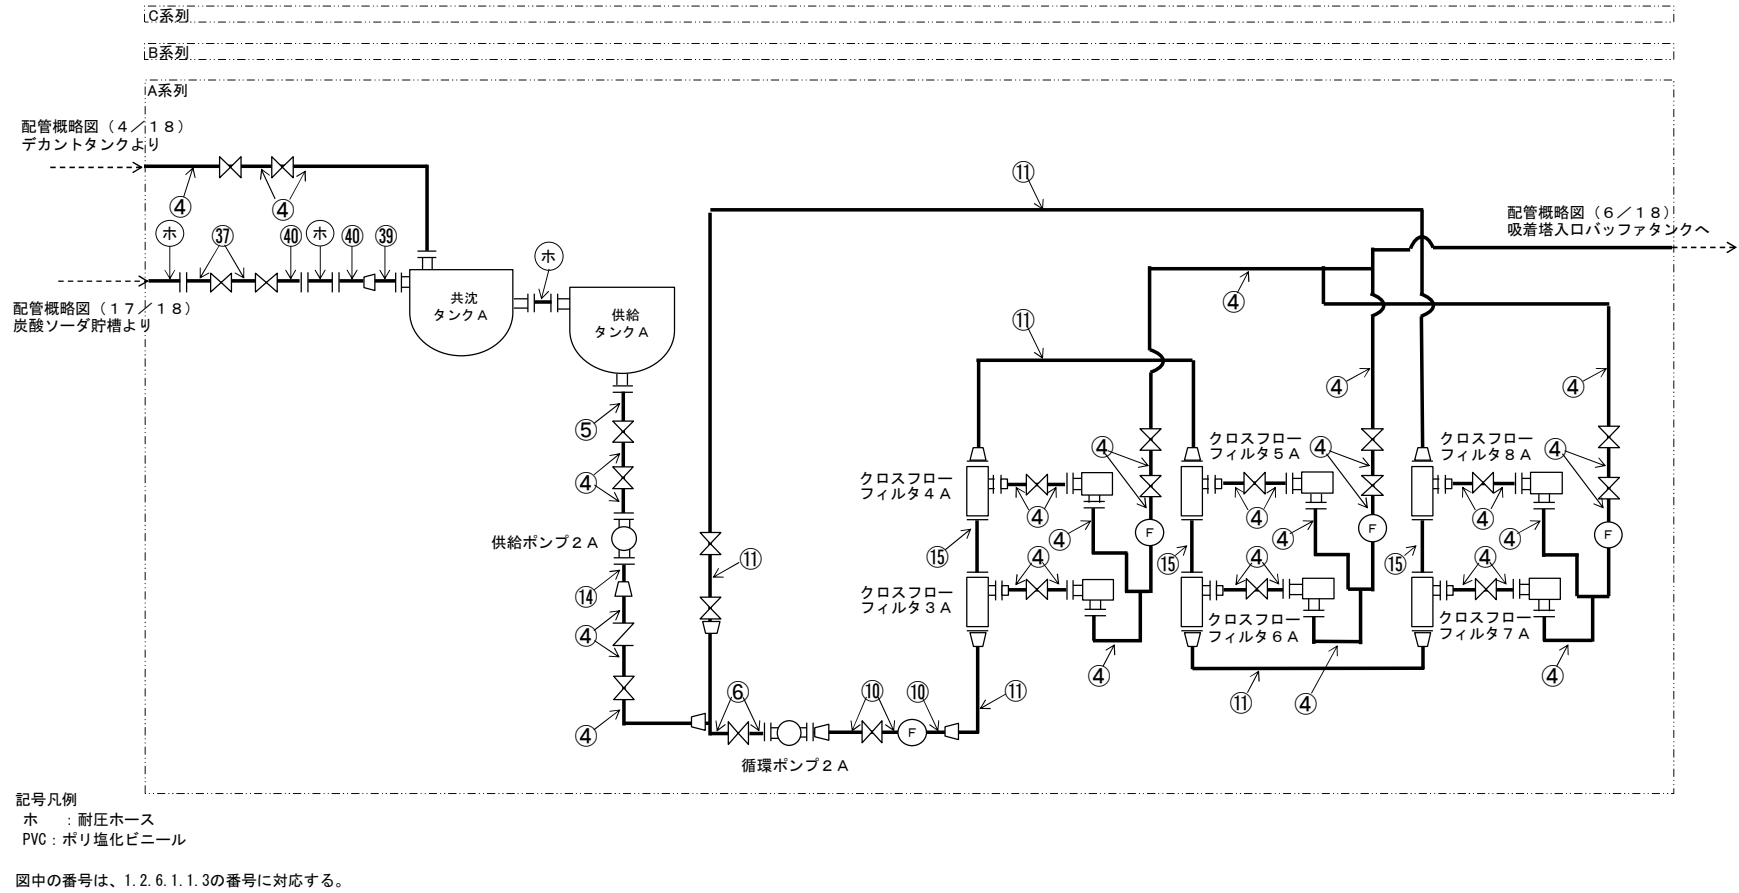 C系列
B系列
A系列
配管概略図（４／１８）
デカントタンクより
④
④
ホ
㊲
㊵
ホ
㊵
㊴
配管概略図（１７／１８）
炭酸ソーダ貯槽より
共沈
タンクＡ
ホ
供給
タンクＡ
⑪
配管概略図（６／１８）
吸着塔入口バッファタンクへ
④
⑪
④
④
⑤
④
供給ポンプ２Ａ
⑭
④
④
⑪
⑥
循環ポンプ２Ａ
⑩
F
⑩
⑪
クロスフロー
フィルタ４Ａ
④
④
④
F
⑮
クロスフロー
フィルタ３Ａ
④
④
クロスフロー
フィルタ５Ａ
④
④
④
F
⑮
④
クロスフロー
フィルタ６Ａ
④
⑪
クロスフロー
フィルタ８Ａ
④
④
④
F
⑮
④
クロスフロー
フィルタ７Ａ
④
記号凡例
ホ　：耐圧ホース
PVC：ポリ塩化ビニール
図中の番号は、1.2.6.1.1.3の番号に対応する。